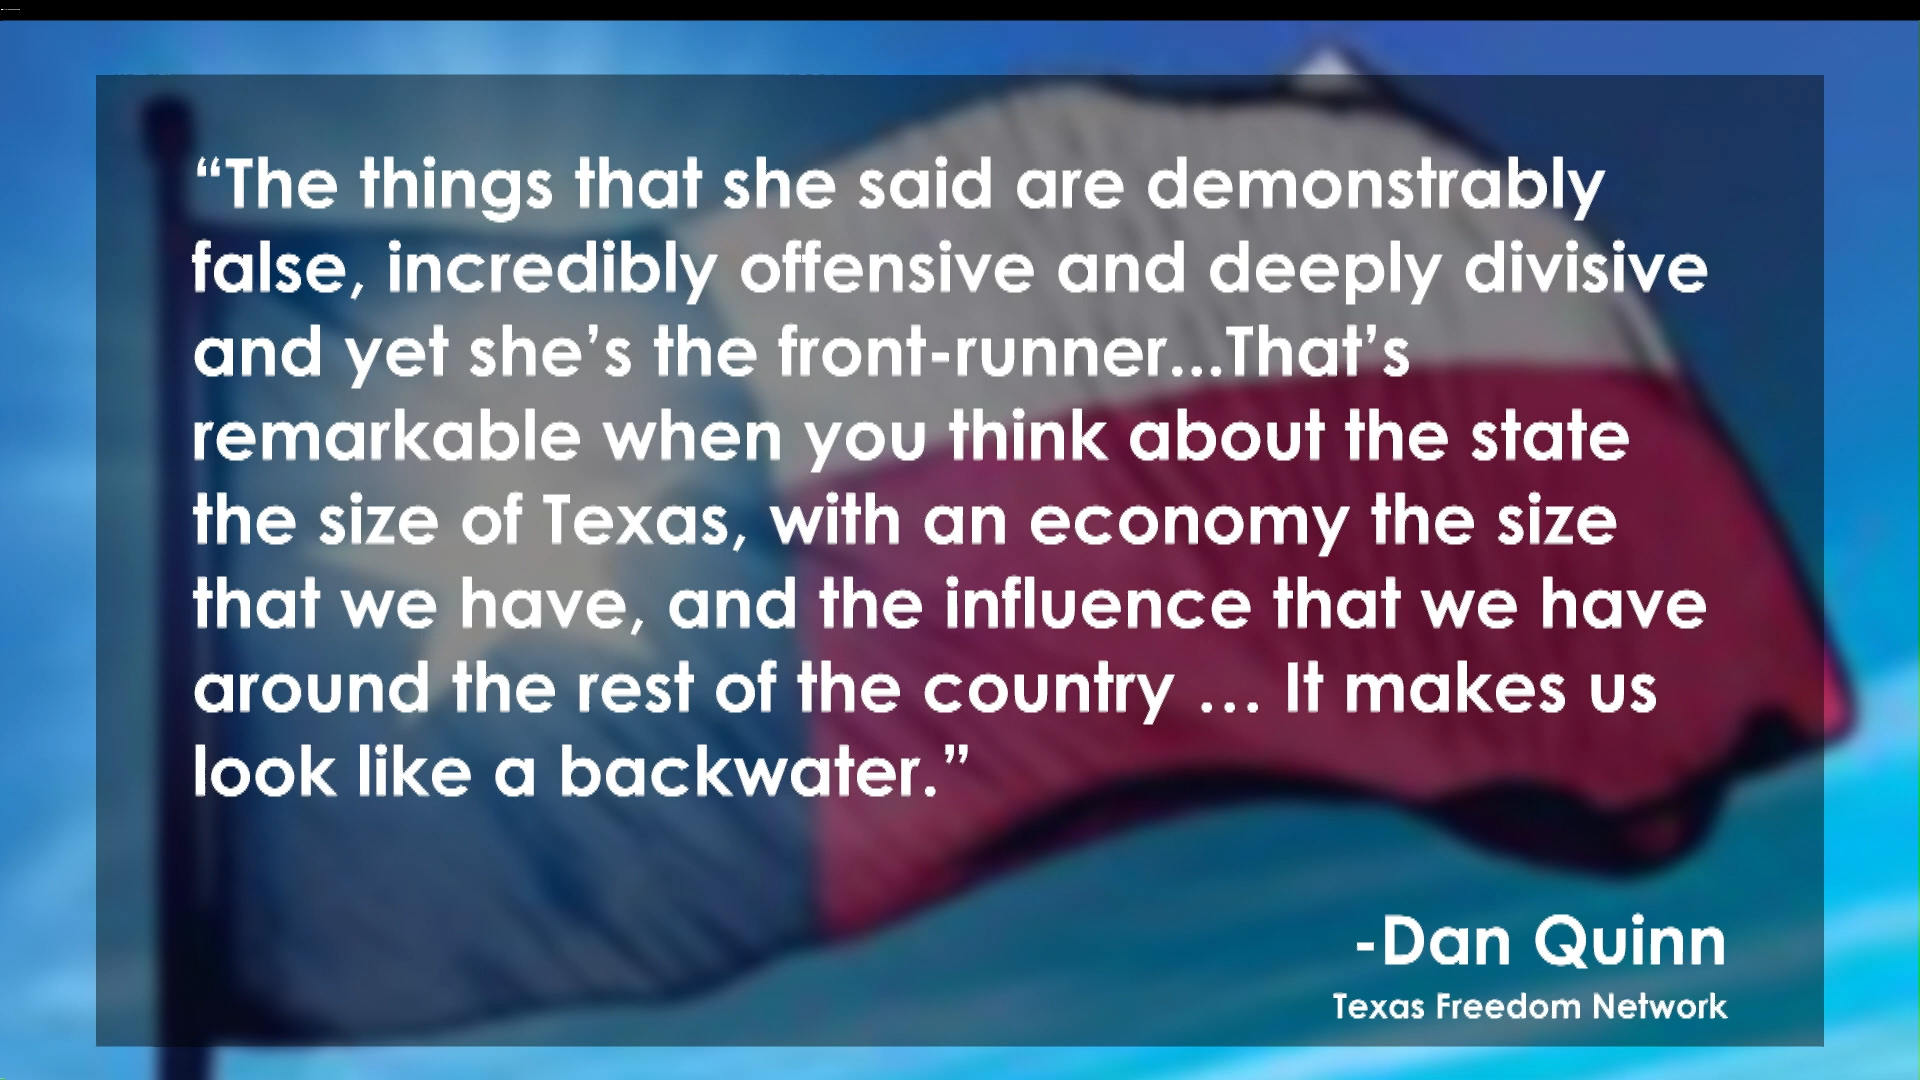 “The things that she said are demonstrably
false, incredibly offensive and deeply divisive
and yet she’s the front-runner...That’s
remarkable when you think about the state
the size of Texas, with an economy the size
that we have, and the influence that we have
around the rest of the country … It makes us
look like a backwater.”
-Dan Quinn
Texas Freedom Network